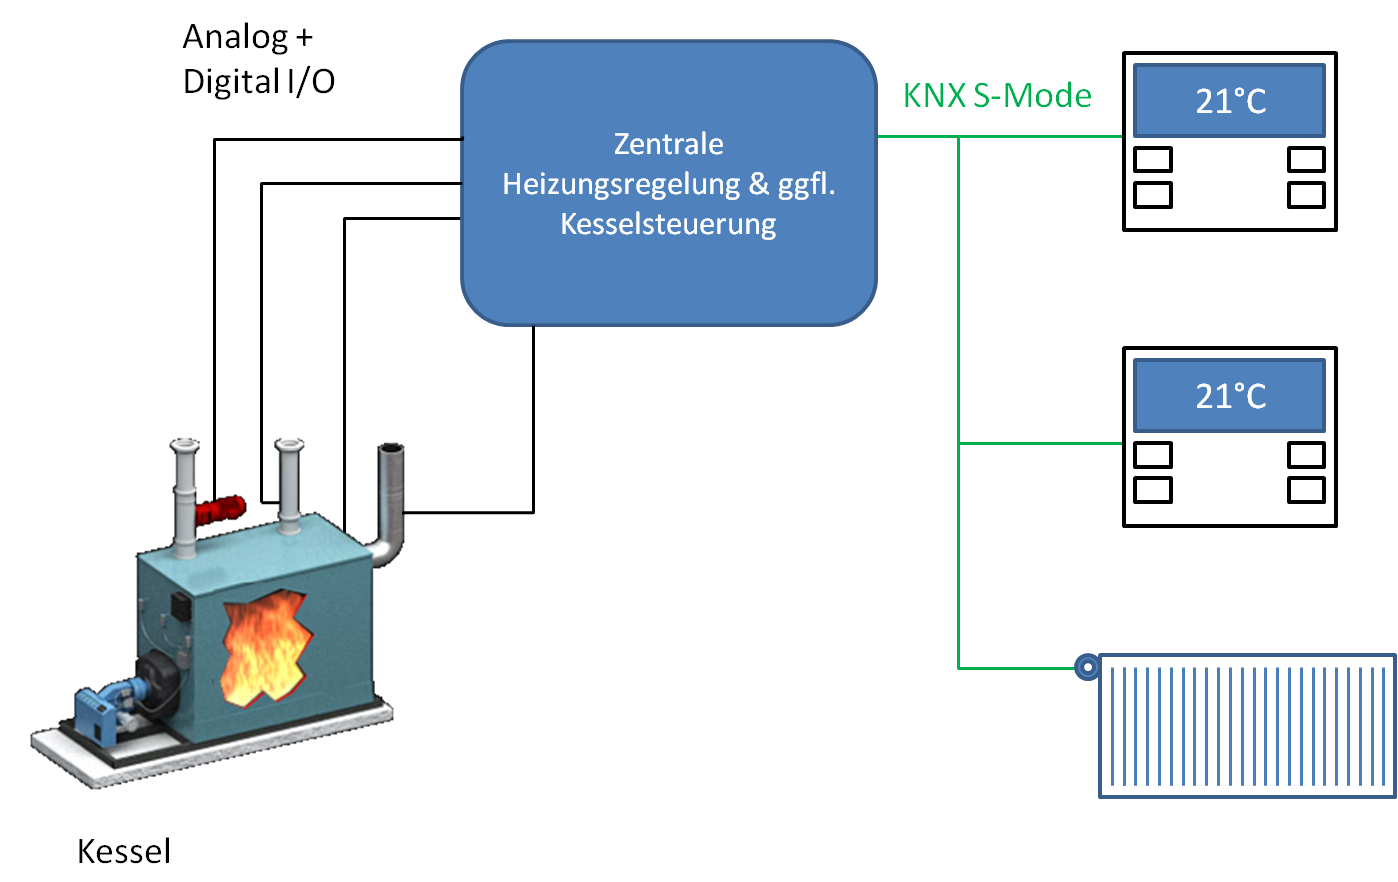 Analog +
Digital I/O
Zentrale
Heizungsregelung & ggfl.
Kesselsteuerung
KNX S-Mode
21°C
21°C
Kessel